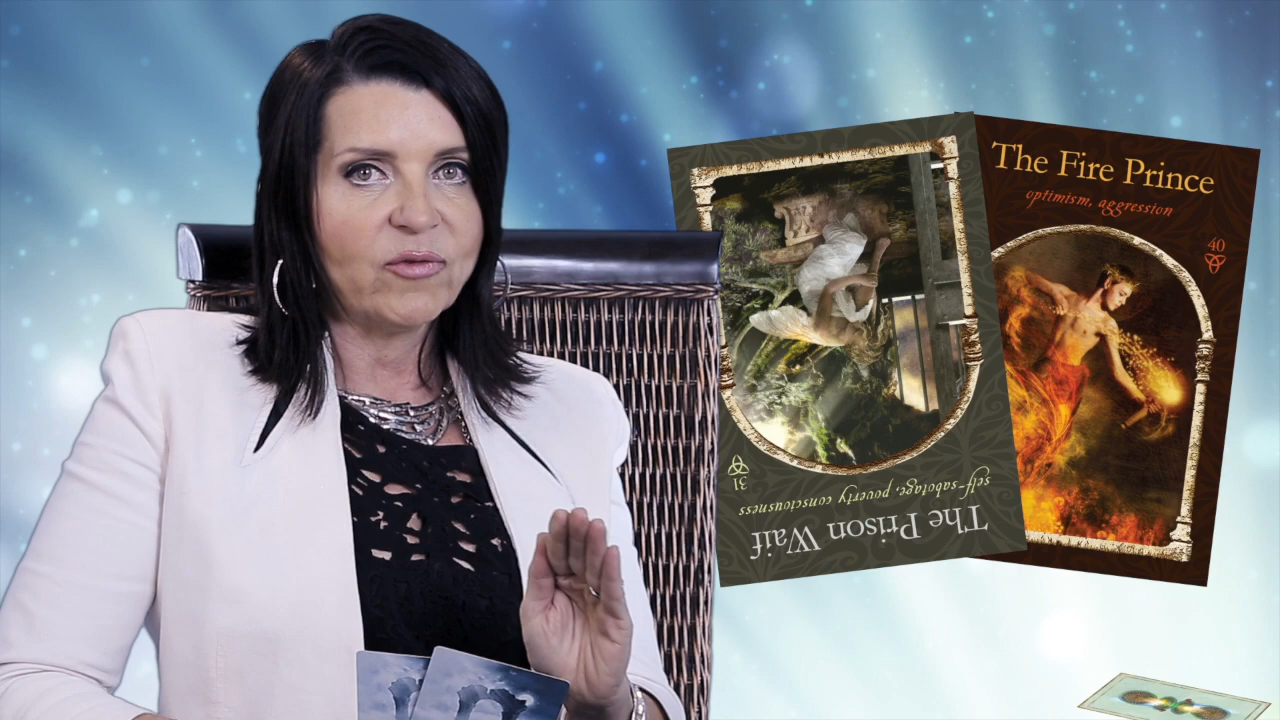 The Fire Prince
optimism, aggression
40
31
self-sabotage, poverty consciousness
The Prison Waif